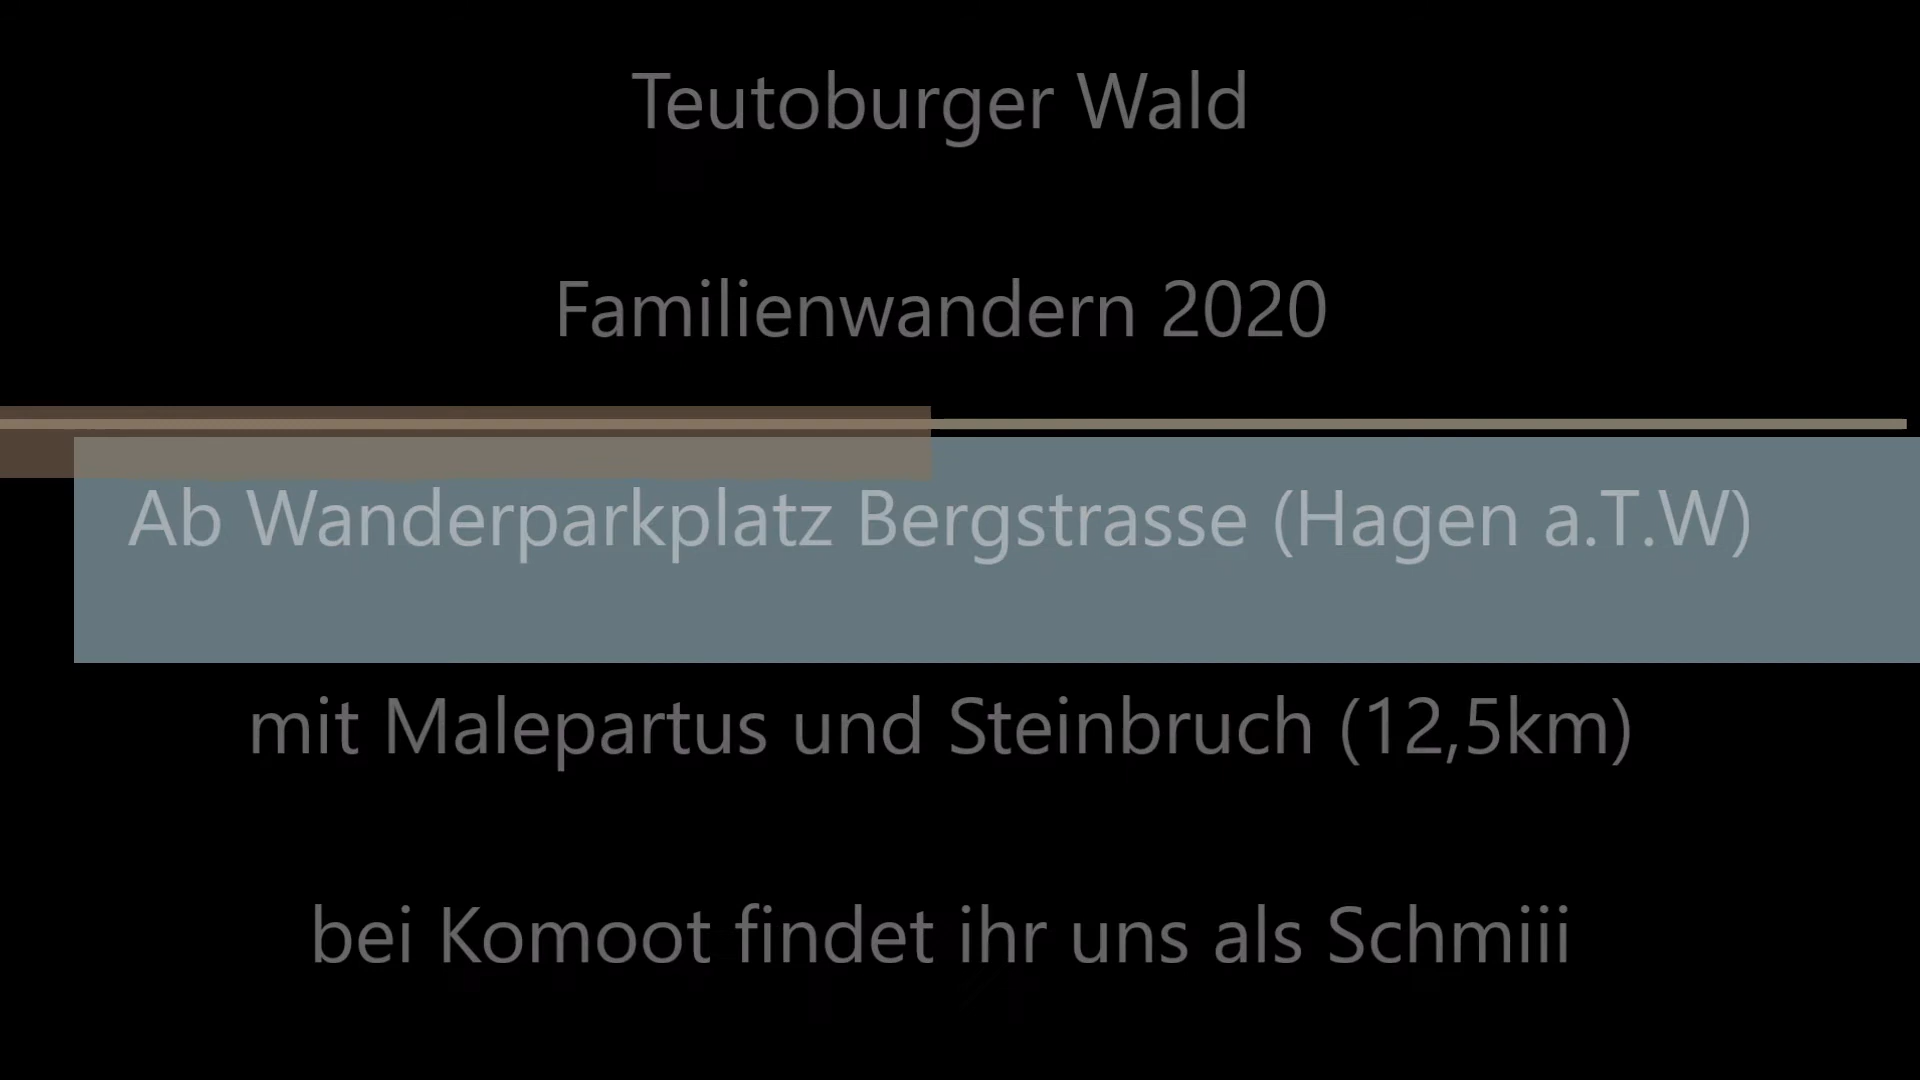 Teutoburger Wald
Familienwandern 2020
Ab Wanderparkplatz Bergstrasse (Hagen a.T.W)
mit Malepartus und Steinbruch (12,5km)
bei Komoot findet ihr uns als Schmiii